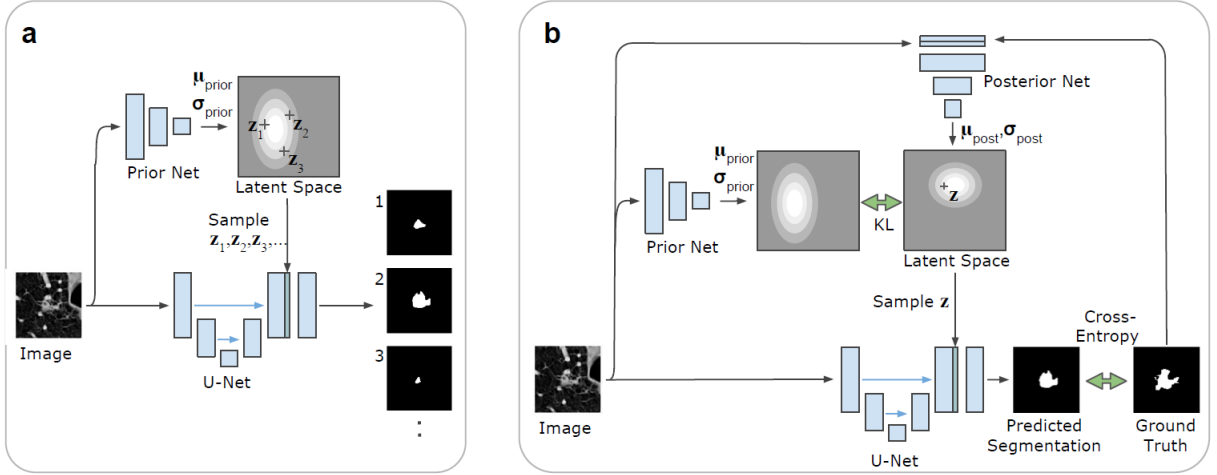 a
μprior
σprior
z1
z2
z3
Prior Net
Latent Space
Sample
z1,z2,z3,...
1
2
3
Image
U-Net
b
Posterior Net
μpost,σpost
μprior
σprior
z
KL
Prior Net
Latent Space
Sample z
Cross-
Entropy
Image
U-Net
Predicted
Segmentation
Ground
Truth